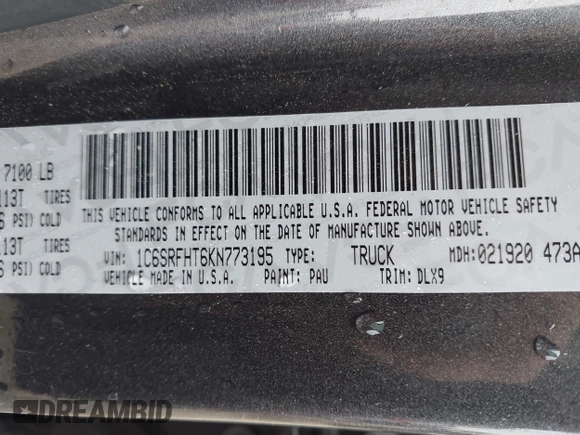 7100 LB
113T TIRES
PSI) COLD
113T TIRES
PSI) COLD
THIS VEHICLE CONFORMS TO ALL APPLICABLE U.S.A. FEDERAL MOTOR VEHICLE SAFETY
STANDARDS IN EFFECT ON THE DATE OF MANUFACTURE SHOWN ABOVE.
VIN: 1C6SRFHT6KN773195 TYPE: TRUCK MDH:021920 473A
VEHICLE MADE IN U.S.A. PAINT: PAU TRIM: DLX9
DREAMBID